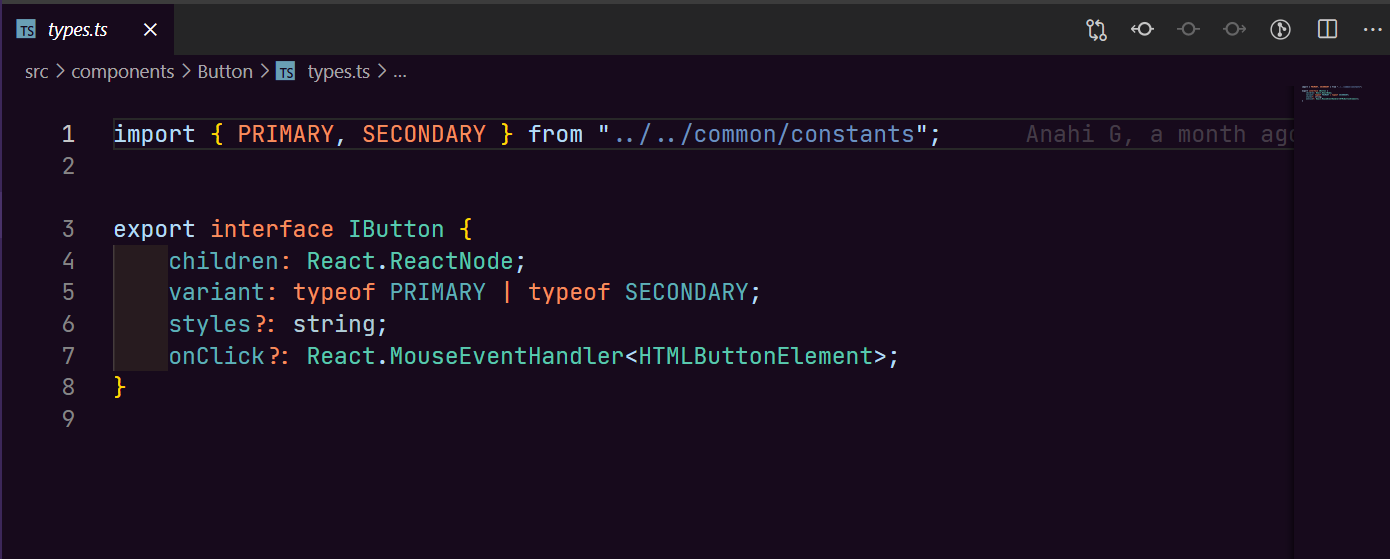 TS types.ts
src > components > Button > TS types.ts > ...
1 import { PRIMARY, SECONDARY } from "../../common/constants"; Anahi G, a month ago
2
3 export interface IButton {
4 children: React.ReactNode;
5 variant: typeof PRIMARY | typeof SECONDARY;
6 styles?: string;
7 onClick?: React.MouseEventHandler<HTMLButtonElement>;
8 }
9